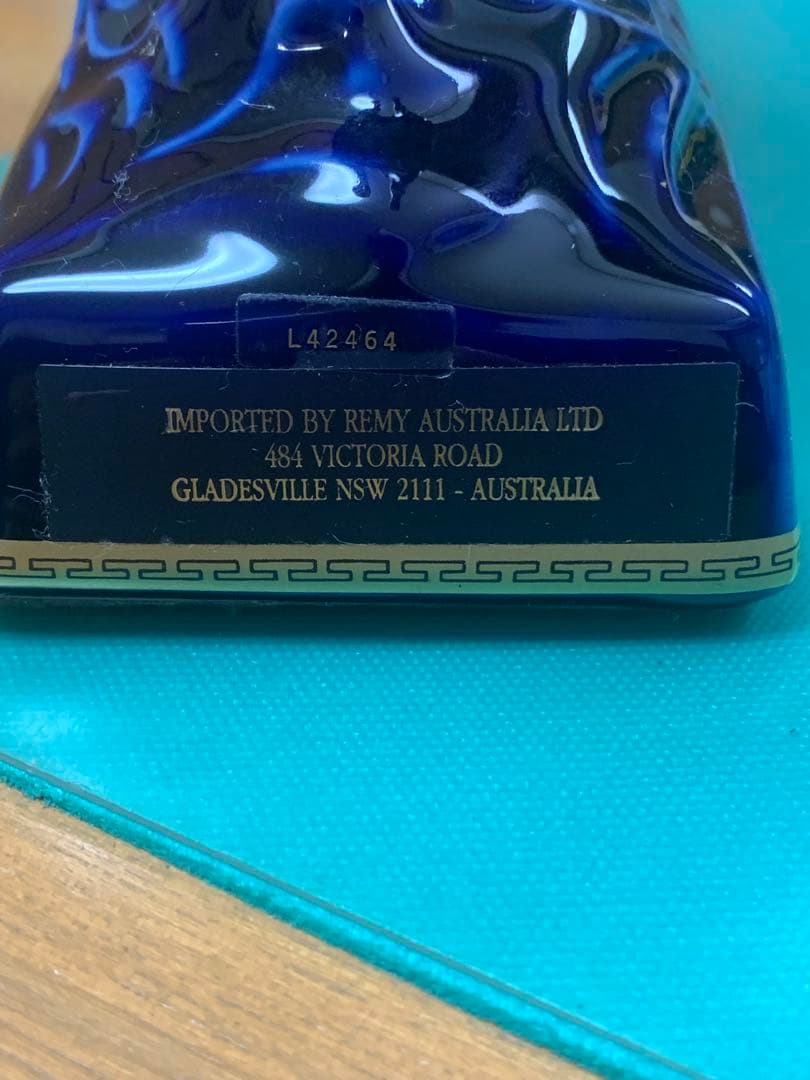 L42464
IMPORTED BY REMY AUSTRALIA LTD
484 VICTORIA ROAD
GLADESVILLE NSW 2111 - AUSTRALIA